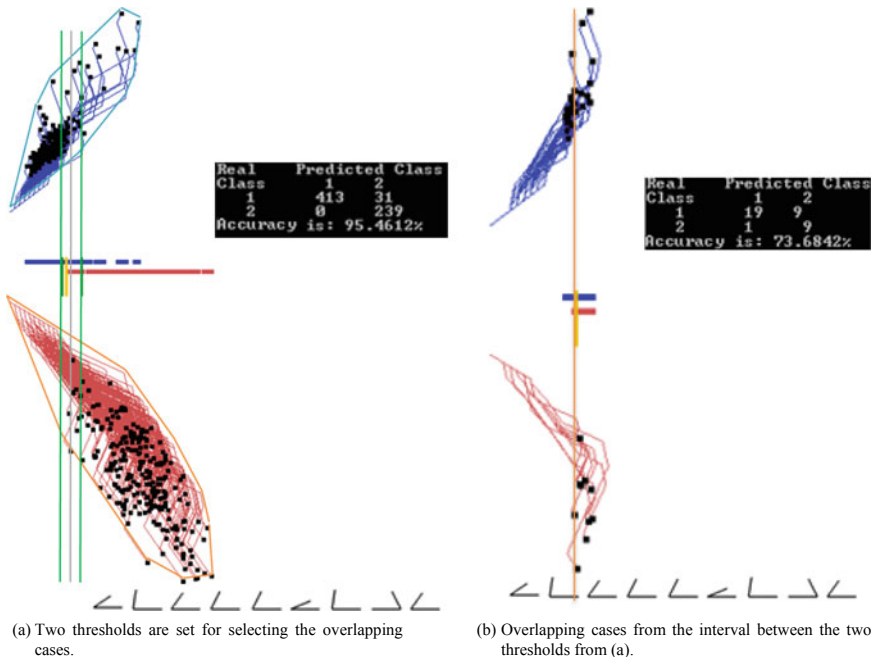 Real Predicted Class
Class 1 2
1 413 31
2 0 239
Accuracy is: 95.4612%
Real Predicted Class
Class 1 2
1 19 9
2 1 9
Accuracy is: 73.6842%
(a) Two thresholds are set for selecting the overlapping
cases.
(b) Overlapping cases from the interval between the two
thresholds from (a).